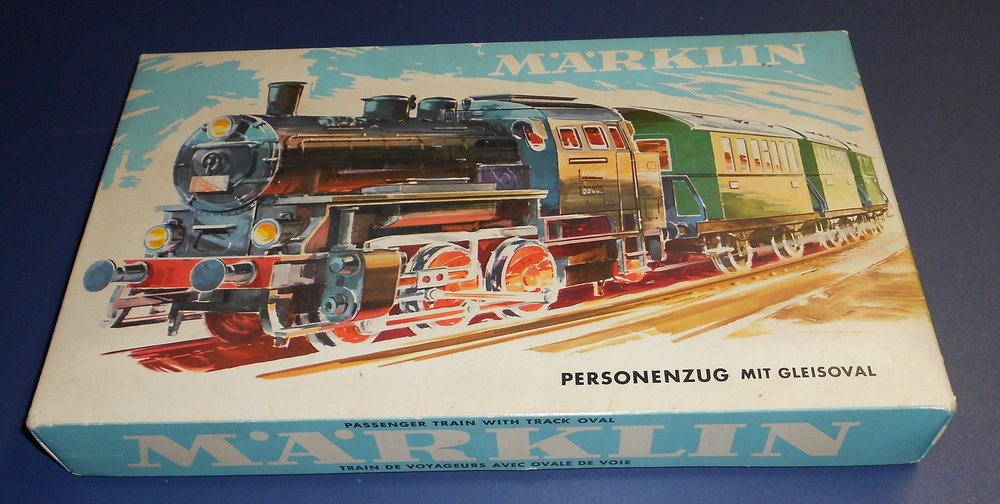 MÄRKLIN
PERSONENZUG MIT GLEISOVAL
PASSENGER TRAIN WITH TRACK OVAL
MÄRKLIN
TRAIN DE VOYAGEURS AVEC OVALE DE VOIE